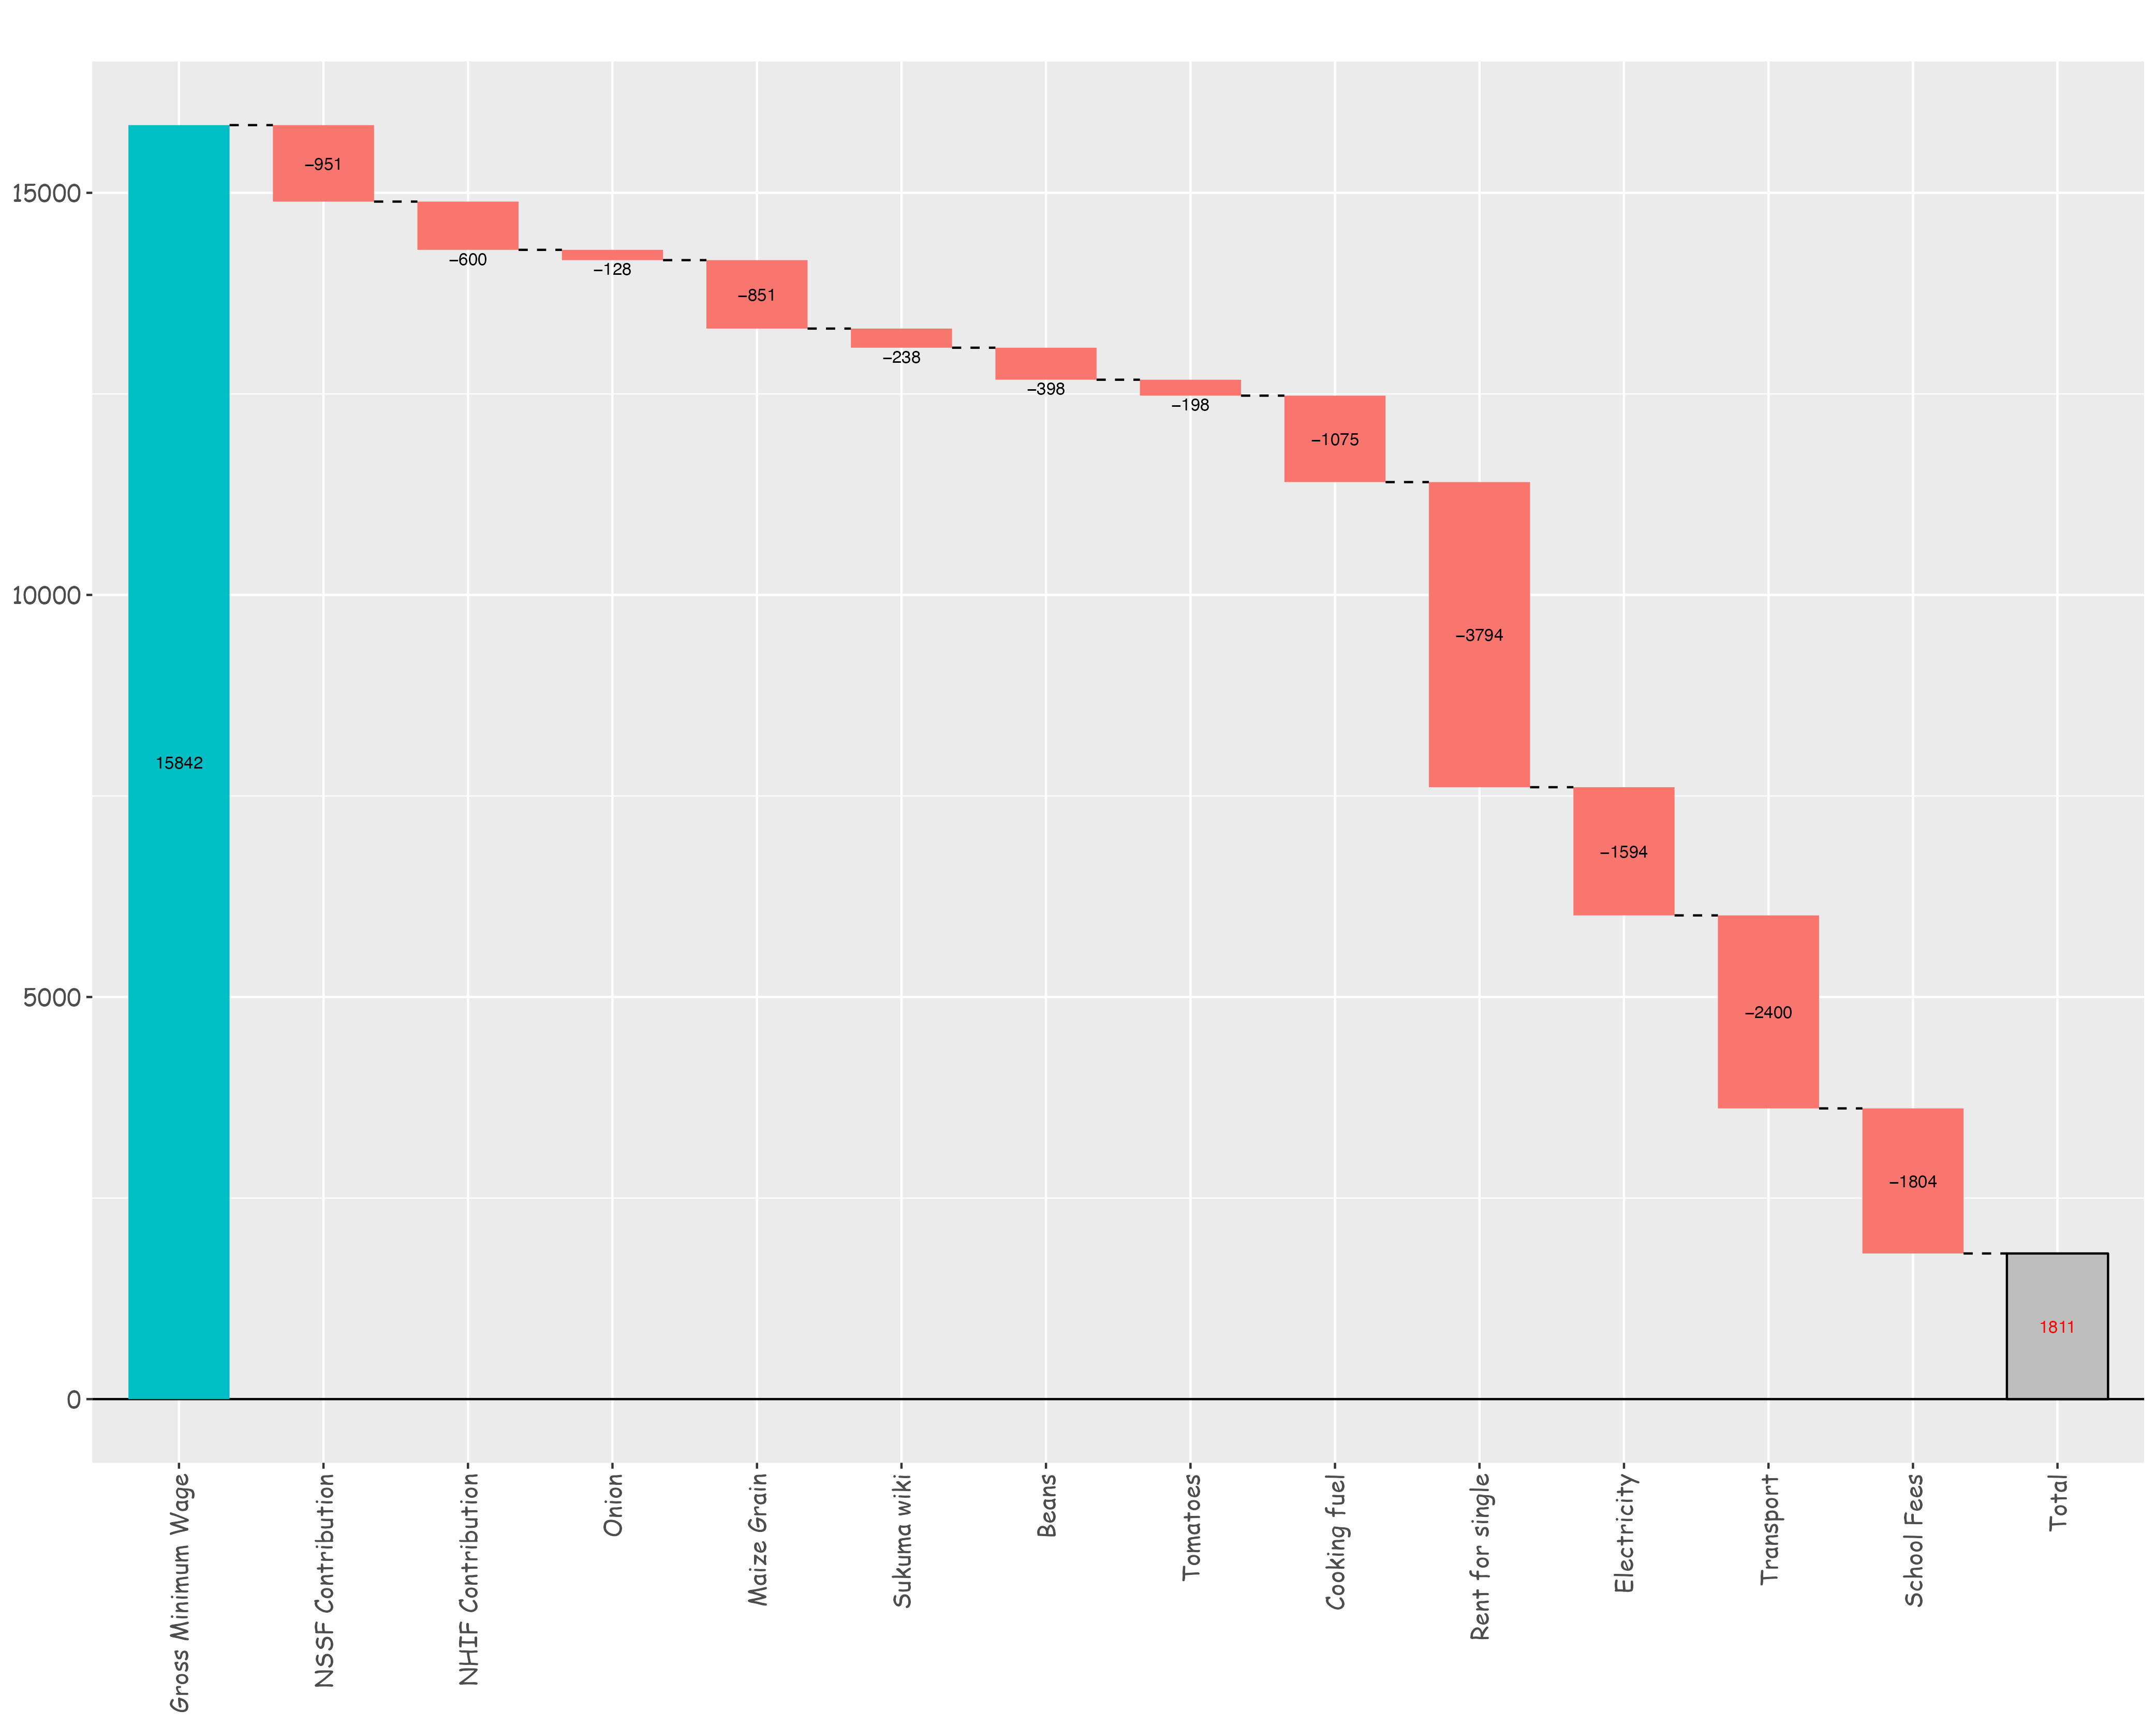 15000
10000
5000
0
15842
−951
−600
−128
−851
−238
−398
−198
−1075
−3794
−1594
−2400
−1804
1811
Gross Minimum Wage
NSSF Contribution
NHIF Contribution
Onion
Maize Grain
Sukuma wiki
Beans
Tomatoes
Cooking fuel
Rent for single
Electricity
Transport
School Fees
Total